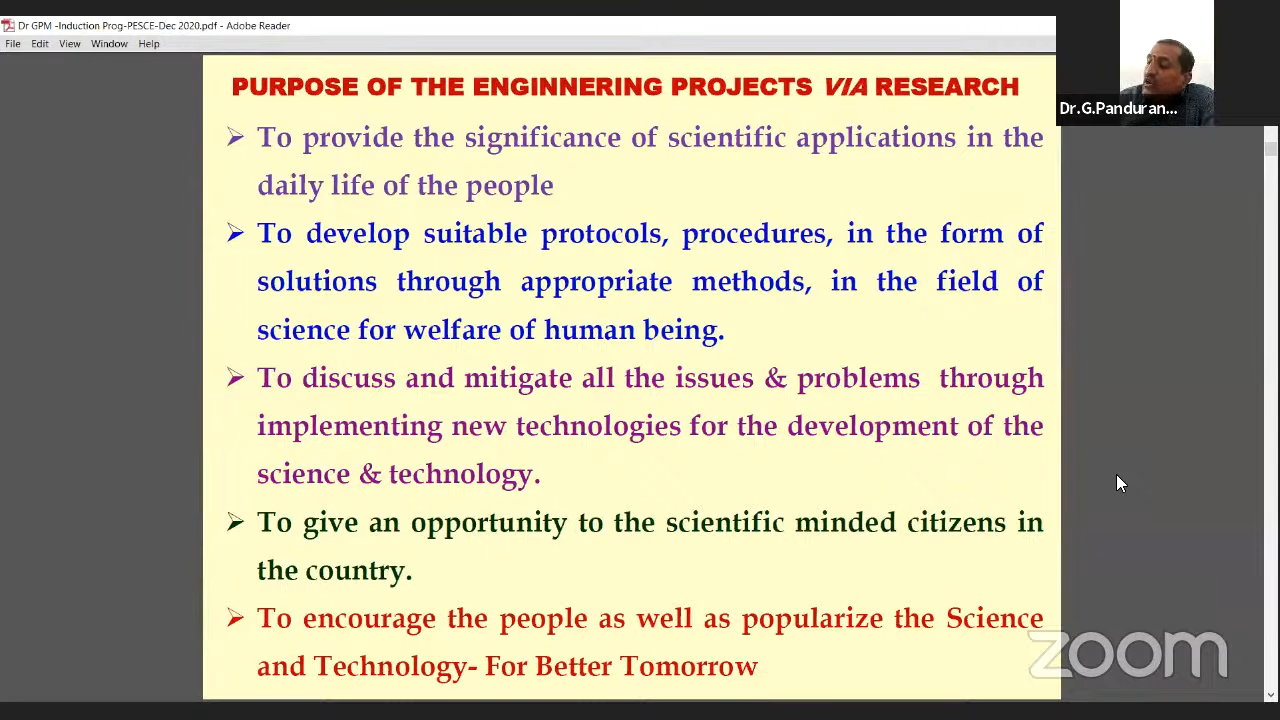 Dr GPM -Induction Prog-PESCE-Dec 2020.pdf - Adobe Reader
File Edit View Window Help
PURPOSE OF THE ENGINNERING PROJECTS VIA RESEARCH
Dr.G.Panduran...
➢ To provide the significance of scientific applications in the
daily life of the people
➢ To develop suitable protocols, procedures, in the form of
solutions through appropriate methods, in the field of
science for welfare of human being.
➢ To discuss and mitigate all the issues & problems through
implementing new technologies for the development of the
science & technology.
➢ To give an opportunity to the scientific minded citizens in
the country.
➢ To encourage the people as well as popularize the Science
and Technology- For Better Tomorrow
zoom